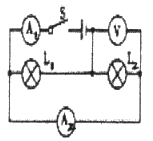 A₁ S V
L₁ L₂
A₂